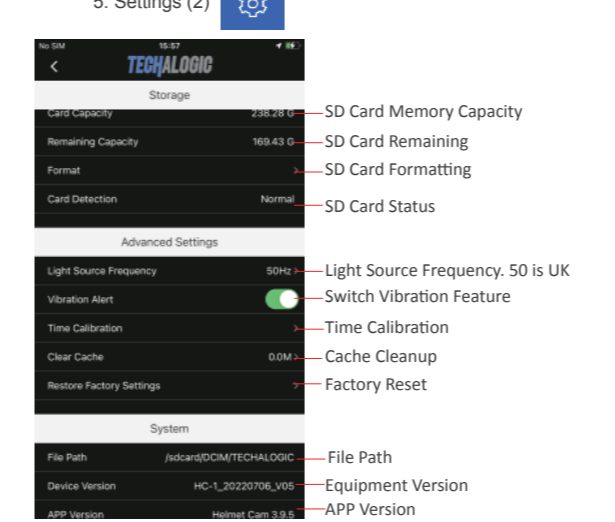 5. Settings (2)
No SIM 15:57
TECHALOGIC
Storage
Card Capacity 238.28 G SD Card Memory Capacity
Remaining Capacity 169.43 G SD Card Remaining
Format SD Card Formatting
Card Detection Normal SD Card Status
Advanced Settings
Light Source Frequency 50Hz > Light Source Frequency. 50 is UK
Vibration Alert Switch Vibration Feature
Time Calibration > Time Calibration
Clear Cache 0.0M > Cache Cleanup
Restore Factory Settings > Factory Reset
System
File Path /sdcard/DCIM/TECHALOGIC File Path
Device Version HC-1_20220706_V05 Equipment Version
APP Version Helmet Cam 3.9.5 APP Version